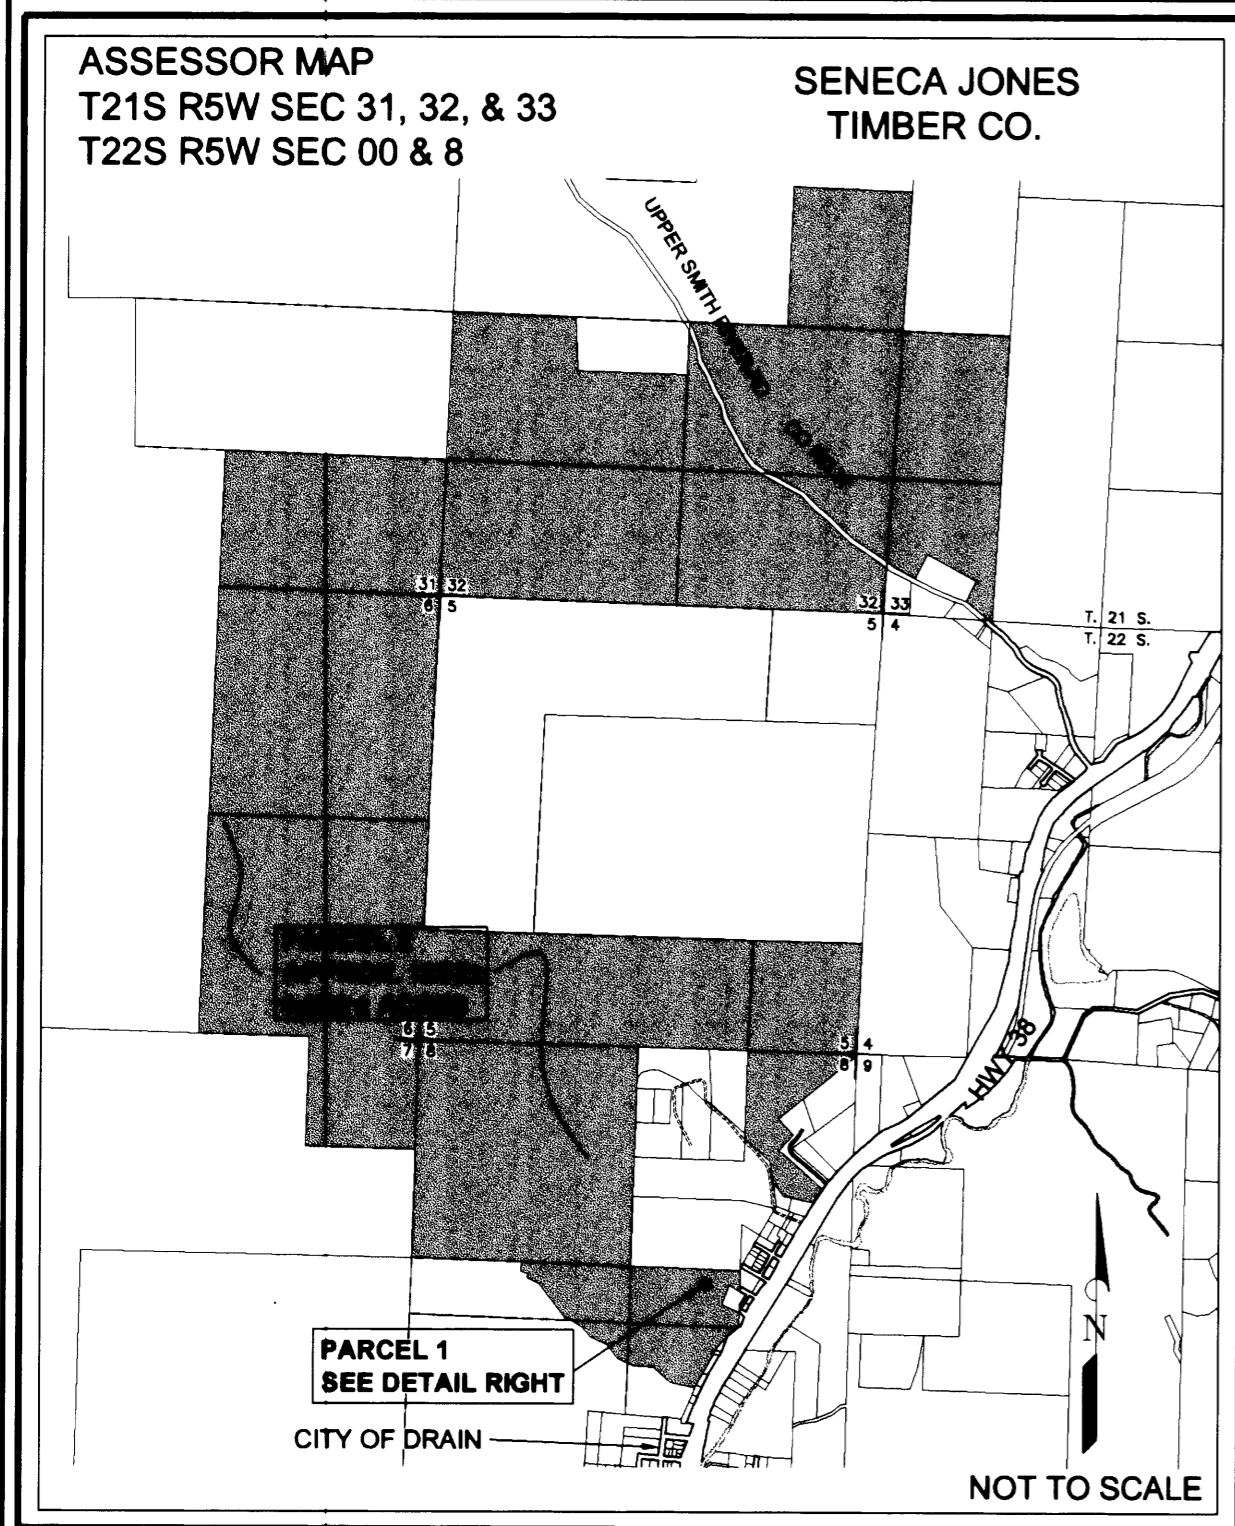 ASSESSOR MAP
T21S R5W SEC 31, 32, & 33
T22S R5W SEC 00 & 8
SENECA JONES
TIMBER CO.
UPPER SMITH
31 32
6 5
32 33
5 4
T. 21 S.
T. 22 S.
6 5
7 8
5 4
8 9
HWY 38
PARCEL 1
SEE DETAIL RIGHT
CITY OF DRAIN
N
NOT TO SCALE